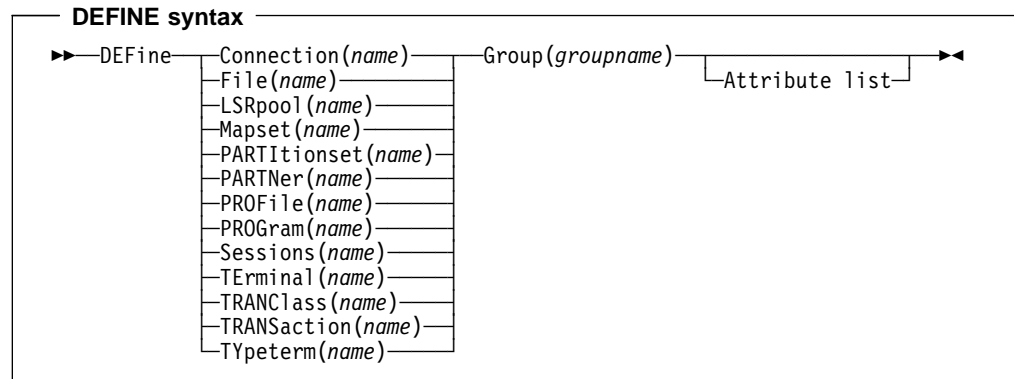 DEFINE syntax
DEFine Connection(name) Group(groupname)
File(name) Attribute list
LSRpool(name)
Mapset(name)
PARTItionset(name)
PARTNer(name)
PROFile(name)
PROGram(name)
Sessions(name)
TErminal(name)
TRANClass(name)
TRANSaction(name)
TYpeterm(name)